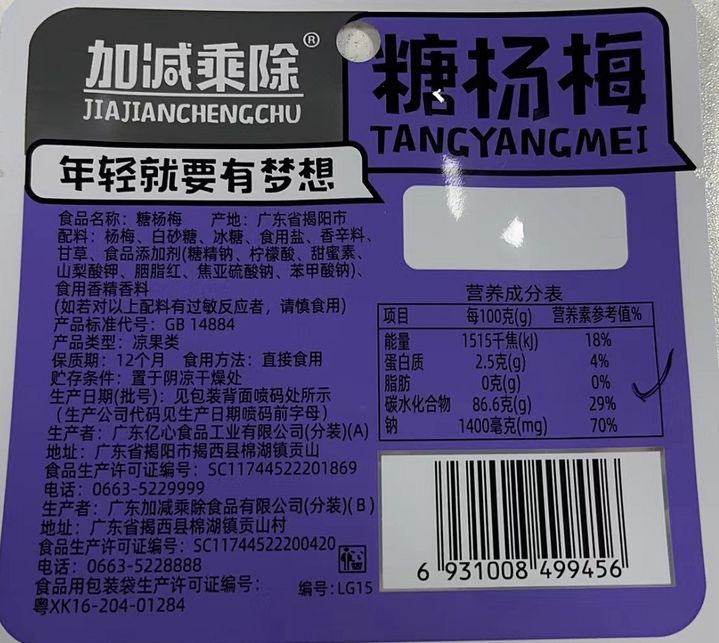 加减乘除®
JIAJIANCHENGCHU
糖杨梅
TANGYANGMEI
年轻就要有梦想
食品名称：糖杨梅 产地：广东省揭阳市
配料：杨梅、白砂糖、冰糖、食用盐、香辛料、
甘草、食品添加剂(糖精钠、柠檬酸、甜蜜素、
山梨酸钾、胭脂红、焦亚硫酸钠、苯甲酸钠)、
食用香精香料
(如若对以上配料有过敏反应者，请慎食用)
产品标准代号：GB 14884
产品类型：凉果类
保质期：12个月 食用方法：直接食用
贮存条件：置于阴凉干燥处
生产日期(批号)：见包装背面喷码处所示
（生产公司代码见生产日期喷码前字母）
生产者：广东亿心食品工业有限公司(分装)(A)
地址：广东省揭阳市揭西县棉湖镇贡山
食品生产许可证编号：SC11744522201869
电话：0663-5229999
生产者：广东加减乘除食品有限公司(分装)(B)
地址：广东省揭西县棉湖镇贡山村
食品生产许可证编号：SC11744522200420
电话：0663-5228888
食品用包装袋生产许可证编号：
粤XK16-204-01284
编号：LG15
营养成分表
项目 每100克(g) 营养素参考值%
能量 1515千焦(kJ) 18%
蛋白质 2.5克(g) 4%
脂肪 0克(g) 0%
碳水化合物 86.6克(g) 29%
钠 1400毫克(mg) 70%
6 931008 499456